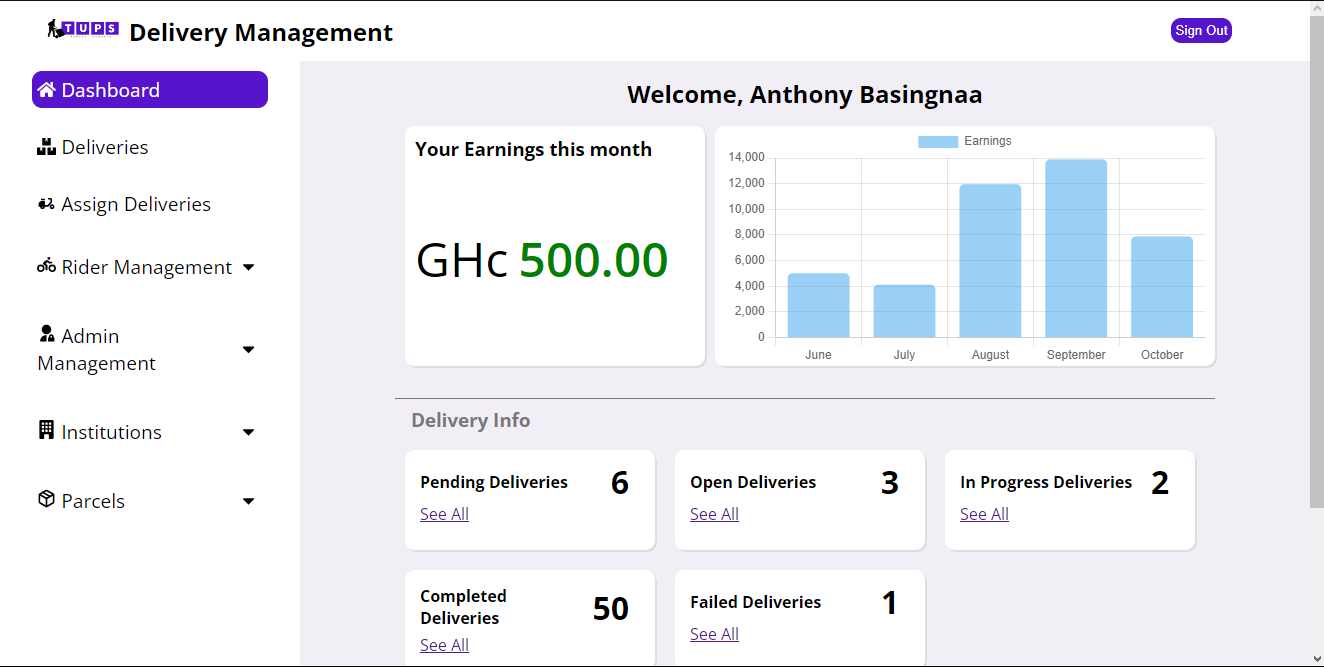 TUPS
Delivery Management
Sign Out
Dashboard
Deliveries
Assign Deliveries
Rider Management
Admin
Management
Institutions
Parcels
Welcome, Anthony Basingnaa
Your Earnings this month
GHc 500.00
Earnings
14,000
12,000
10,000
8,000
6,000
4,000
2,000
0
June July August September October
Delivery Info
Pending Deliveries 6
See All
Open Deliveries 3
See All
In Progress Deliveries 2
See All
Completed
Deliveries 50
See All
Failed Deliveries 1
See All